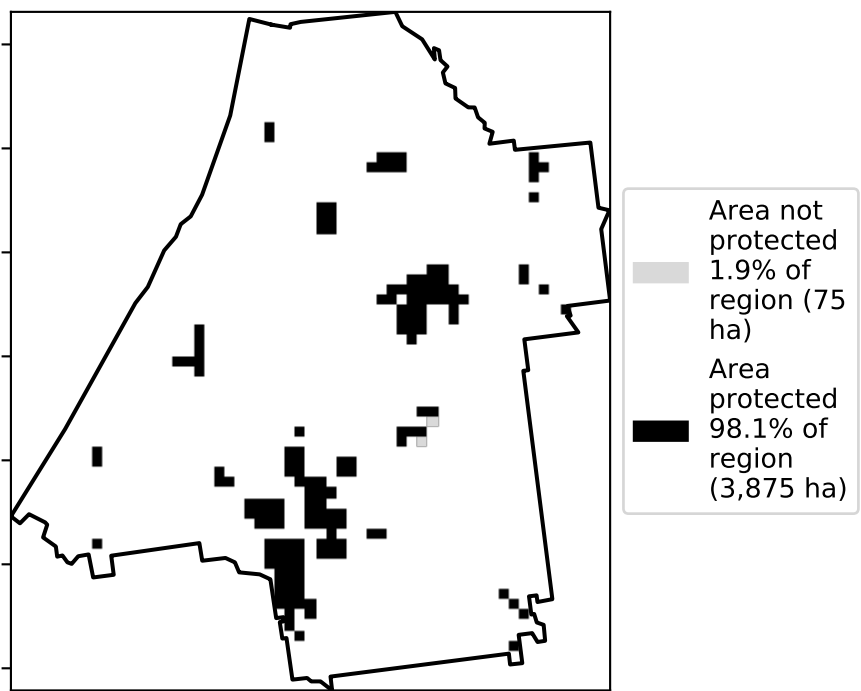 Area not
protected
1.9% of
region (75
ha)
Area
protected
98.1% of
region
(3,875 ha)